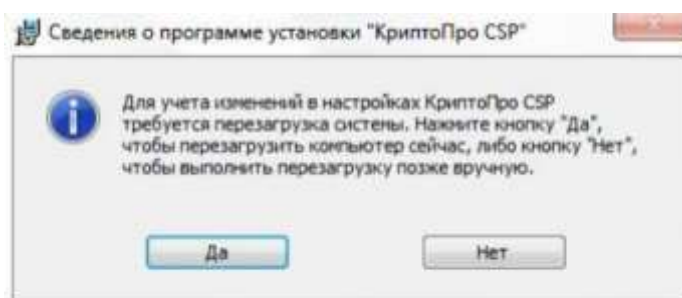 Сведения о программе установки "КриптоПро CSP"
Для учета изменений в настройках КриптоПро CSP
требуется перезагрузка системы. Нажмите кнопку "Да",
чтобы перезагрузить компьютер сейчас, либо кнопку "Нет",
чтобы выполнить перезагрузку позже вручную.
Да
Нет